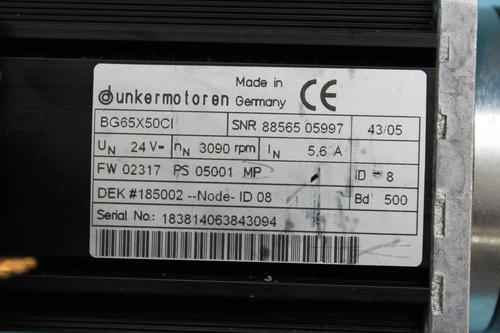 dunkermotoren Made in Germany CE
BG65X50CI SNR 88565 05997 43/05
UN 24 V= nN 3090 rpm IN 5,6 A
FW 02317 PS 05001 MP ID - 8
DEK #185002 --Node- ID 08 Bd 500
Serial No.: 183814063843094